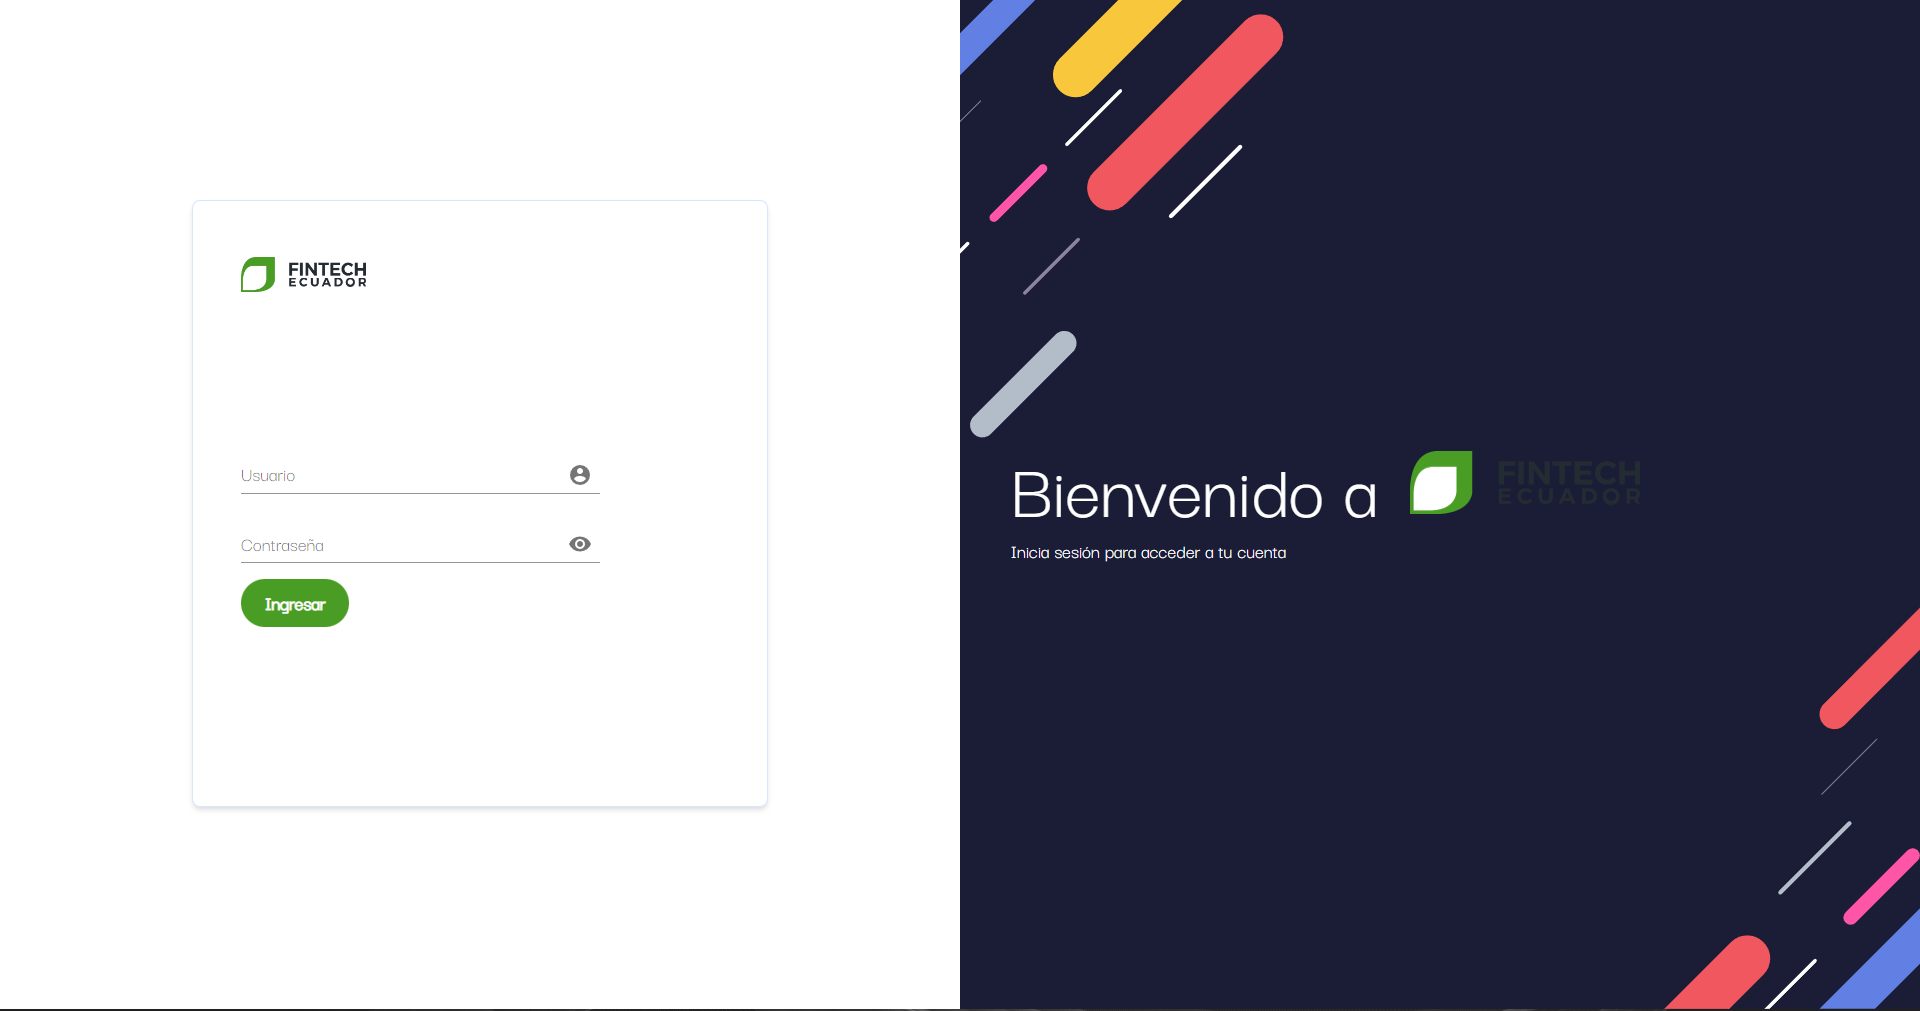 FINTECH
ECUADOR
Usuario
Contraseña
Ingresar
Bienvenido a
FINTECH
ECUADOR
Inicia sesión para acceder a tu cuenta